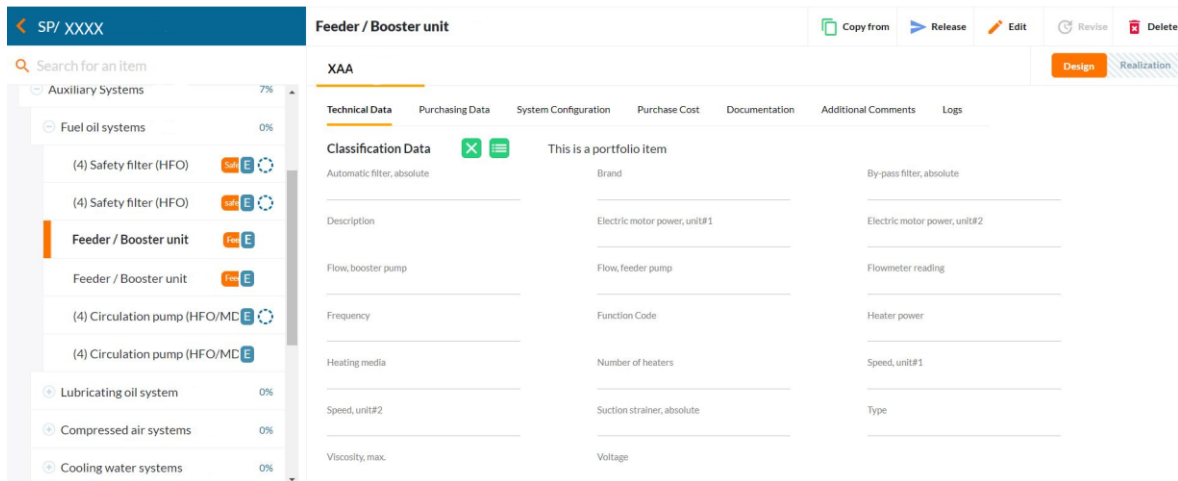 SP/ XXXX
Search for an item
Auxiliary Systems 7%
Fuel oil systems 0%
(4) Safety filter (HFO) Safe E
(4) Safety filter (HFO) safe E
Feeder / Booster unit Fee E
Feeder / Booster unit Fee E
(4) Circulation pump (HFO/MD E
(4) Circulation pump (HFO/MD E
Lubricating oil system 0%
Compressed air systems 0%
Cooling water systems 0%
Feeder / Booster unit
Copy from Release Edit Revise Delete
XAA
Design Realization
Technical Data Purchasing Data System Configuration Purchase Cost Documentation Additional Comments Logs
Classification Data This is a portfolio item
Automatic filter, absolute Brand By-pass filter, absolute
Description Electric motor power, unit#1 Electric motor power, unit#2
Flow, booster pump Flow, feeder pump Flowmeter reading
Frequency Function Code Heater power
Heating media Number of heaters Speed, unit#1
Speed, unit#2 Suction strainer, absolute Type
Viscosity, max. Voltage